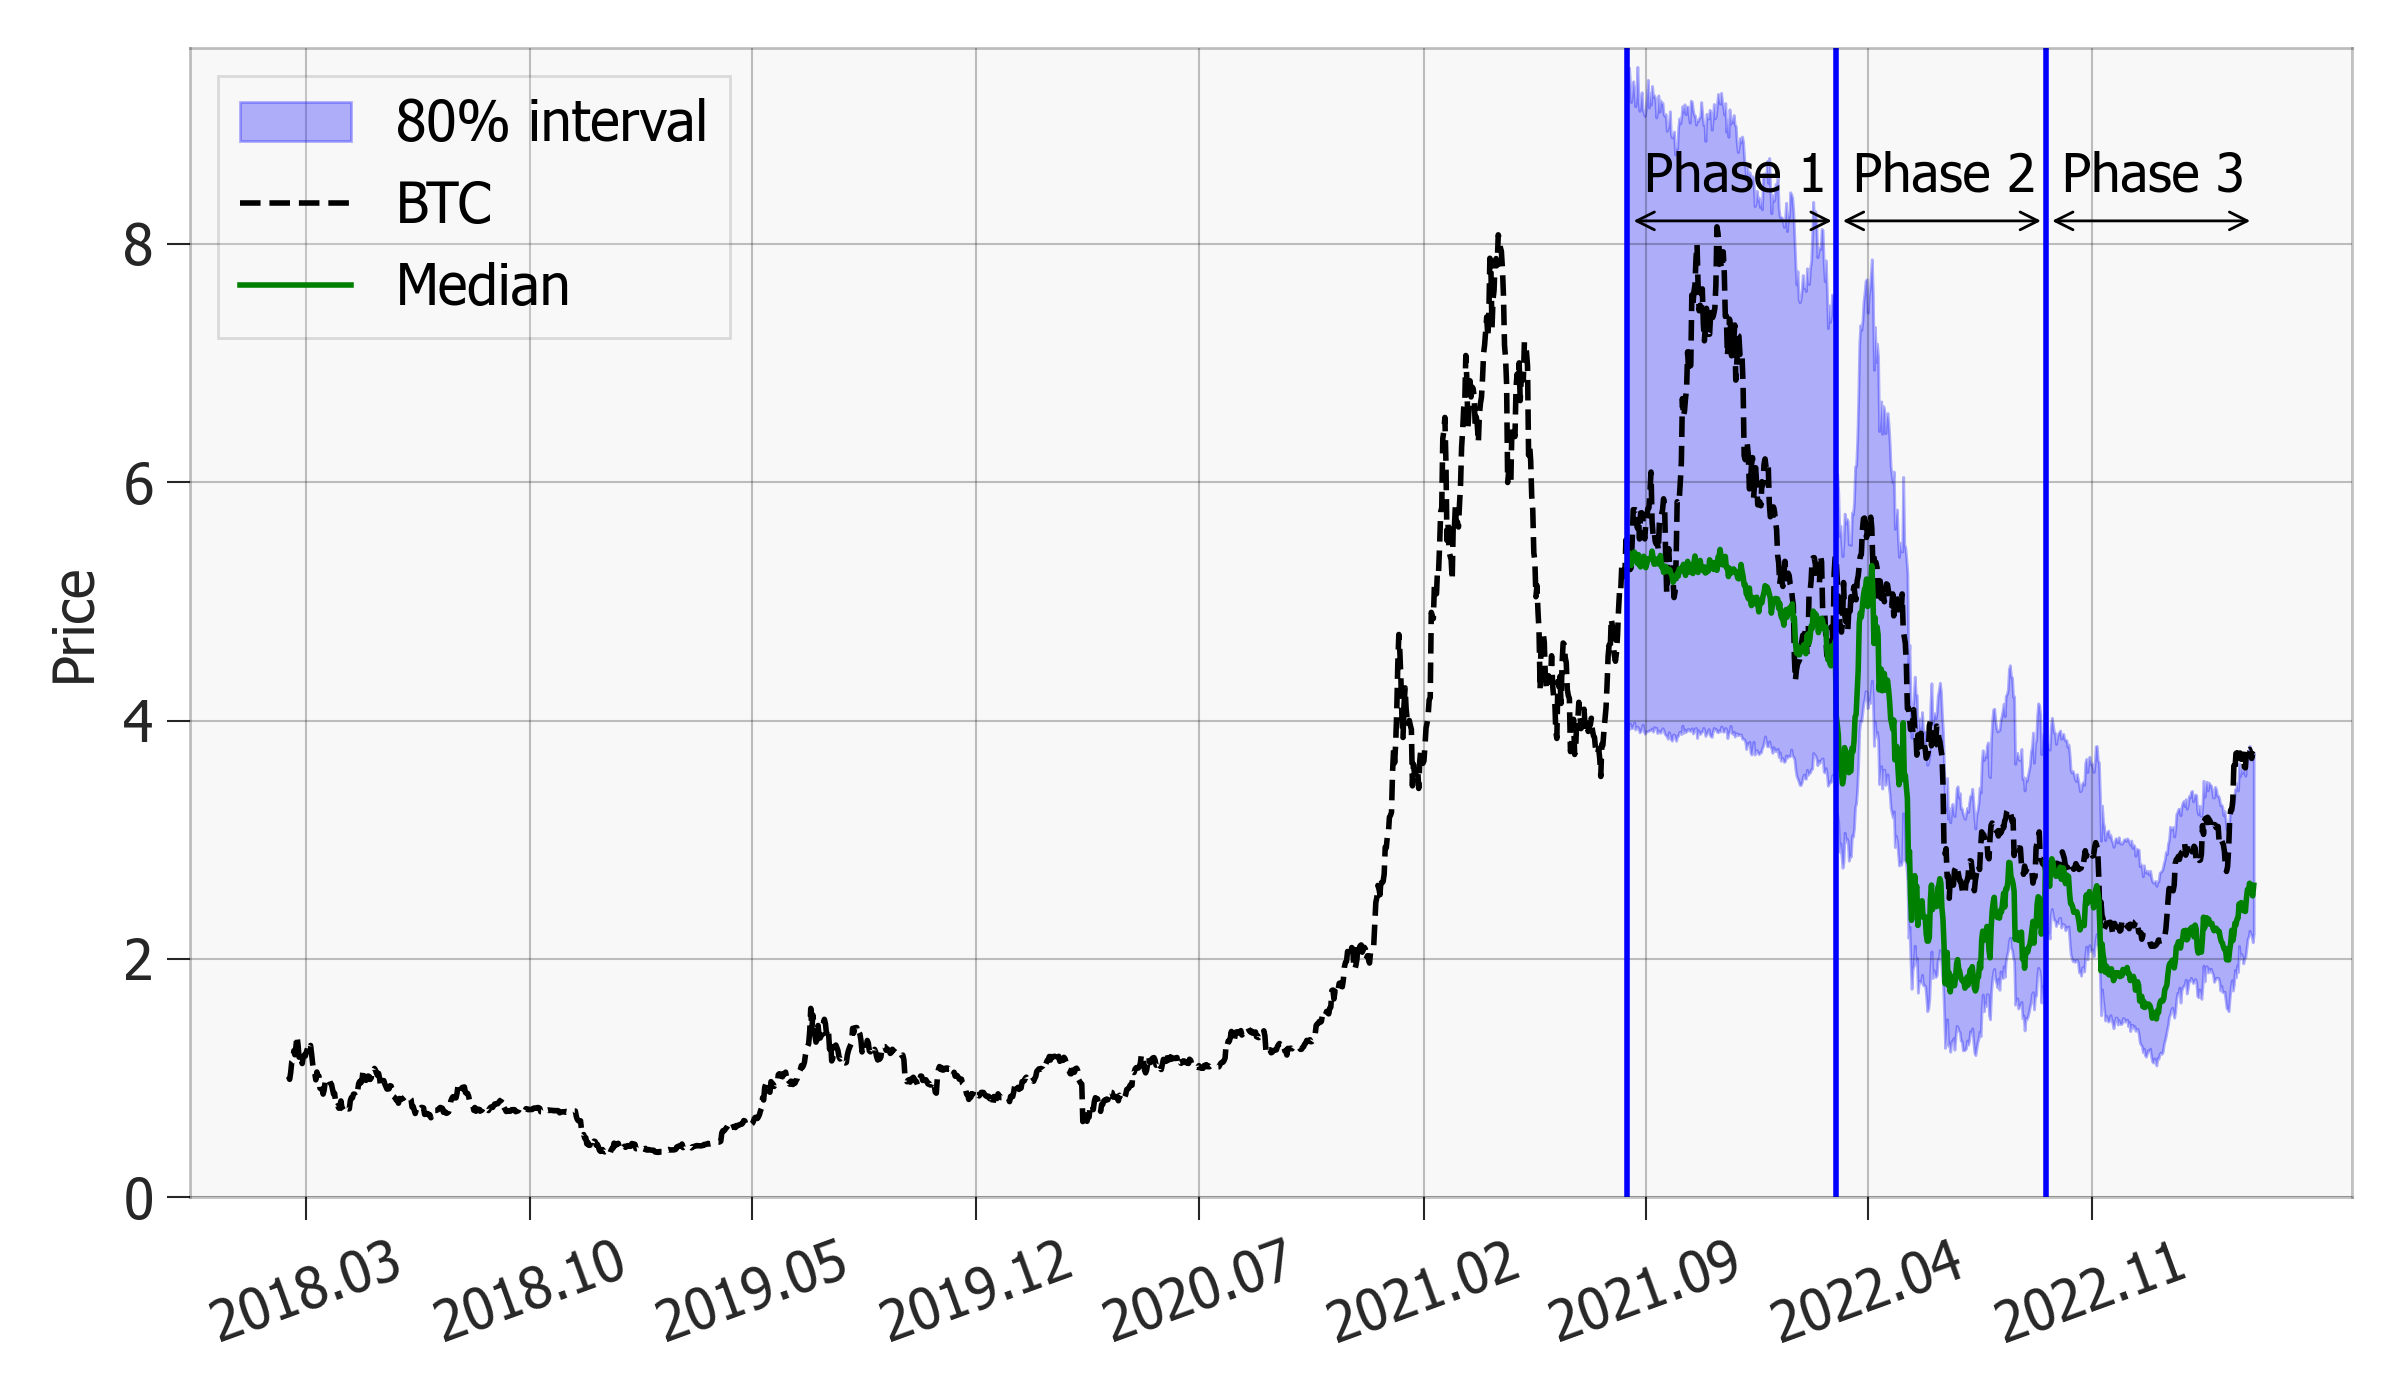 80% interval
BTC
Median
Phase 1
Phase 2
Phase 3
Price
8
6
4
2
0
2018.03
2018.10
2019.05
2019.12
2020.07
2021.02
2021.09
2022.04
2022.11